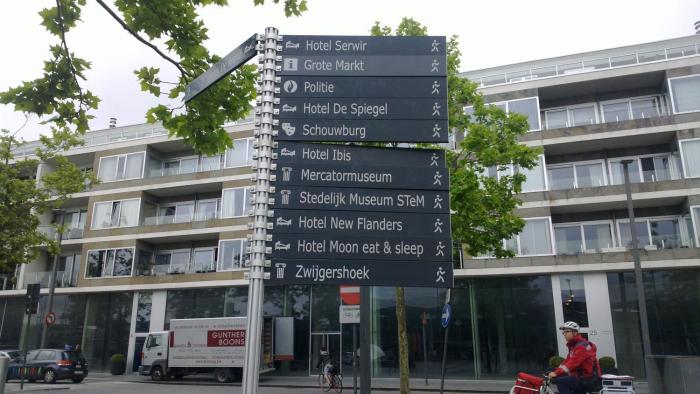 Hotel Serwir
Grote Markt
Politie
Hotel De Spiegel
Schouwburg
Hotel Ibis
Mercatormuseum
Stedelijk Museum STeM
Hotel New Flanders
Hotel Moon eat & sleep
Zwijgershoek
GUNTHER
BOONS
25